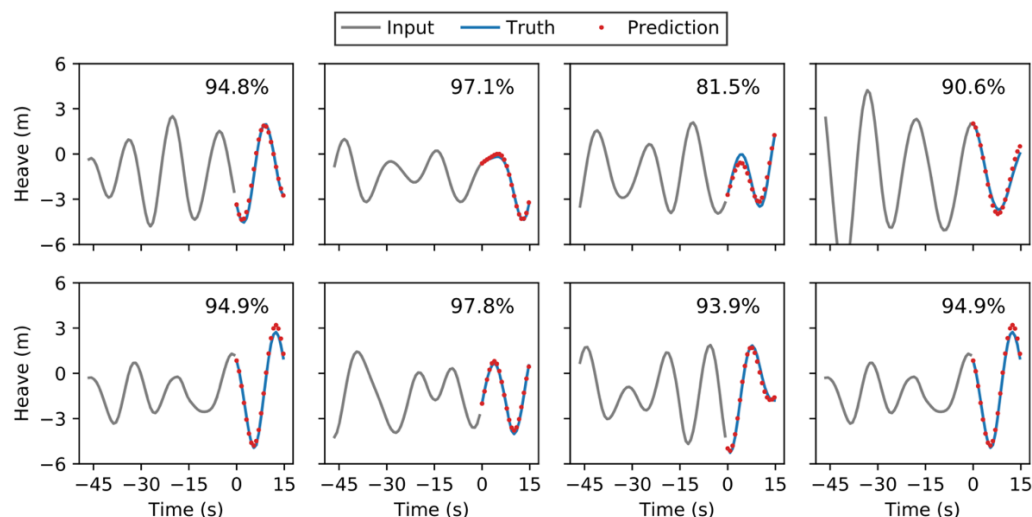 Input Truth Prediction
94.8% 97.1% 81.5% 90.6%
6
3
0
−3
−6
Heave (m)
94.9% 97.8% 93.9% 94.9%
6
3
0
−3
−6
Heave (m)
−45 −30 −15 0 15 −45 −30 −15 0 15 −45 −30 −15 0 15 −45 −30 −15 0 15
Time (s) Time (s) Time (s) Time (s)